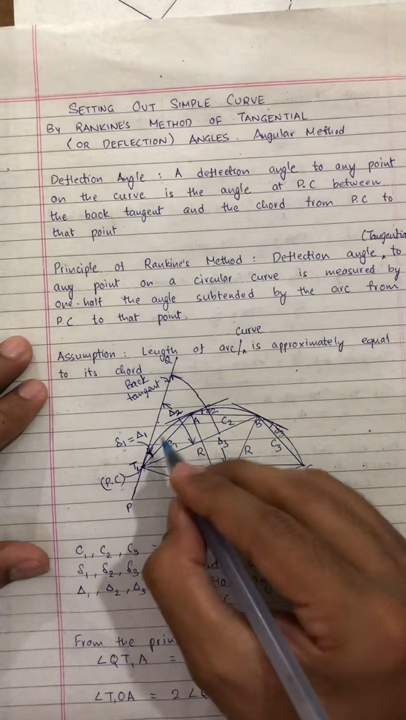 SETTING OUT SIMPLE CURVE
By RANKINE'S METHOD OF TANGENTIAL
(OR DEFLECTION) ANGLES. Angular Method
Deflection Angle : A deflection angle to any point
on the curve is the angle at P.C between
the back tangent and the chord from P.C to
that point
(Tangential
Principle of Rankine's Method : Deflection angle, to
any point on a circular curve is measured by
one-half the angle subtended by the arc from
P.C to that point.
curve
Assumption : Length of arc/ is approximately equal
to its chord
Q
Back
tangent
Δ2
A
B
C2
δ1=Δ1
Δ3
C3
R
R
T1
(P.C)
P
C1, C2, C3 =
δ1, δ2, δ3
Δ1, Δ2, Δ3
From the prin
∠QT1A =
∠T1OA = 2∠Q